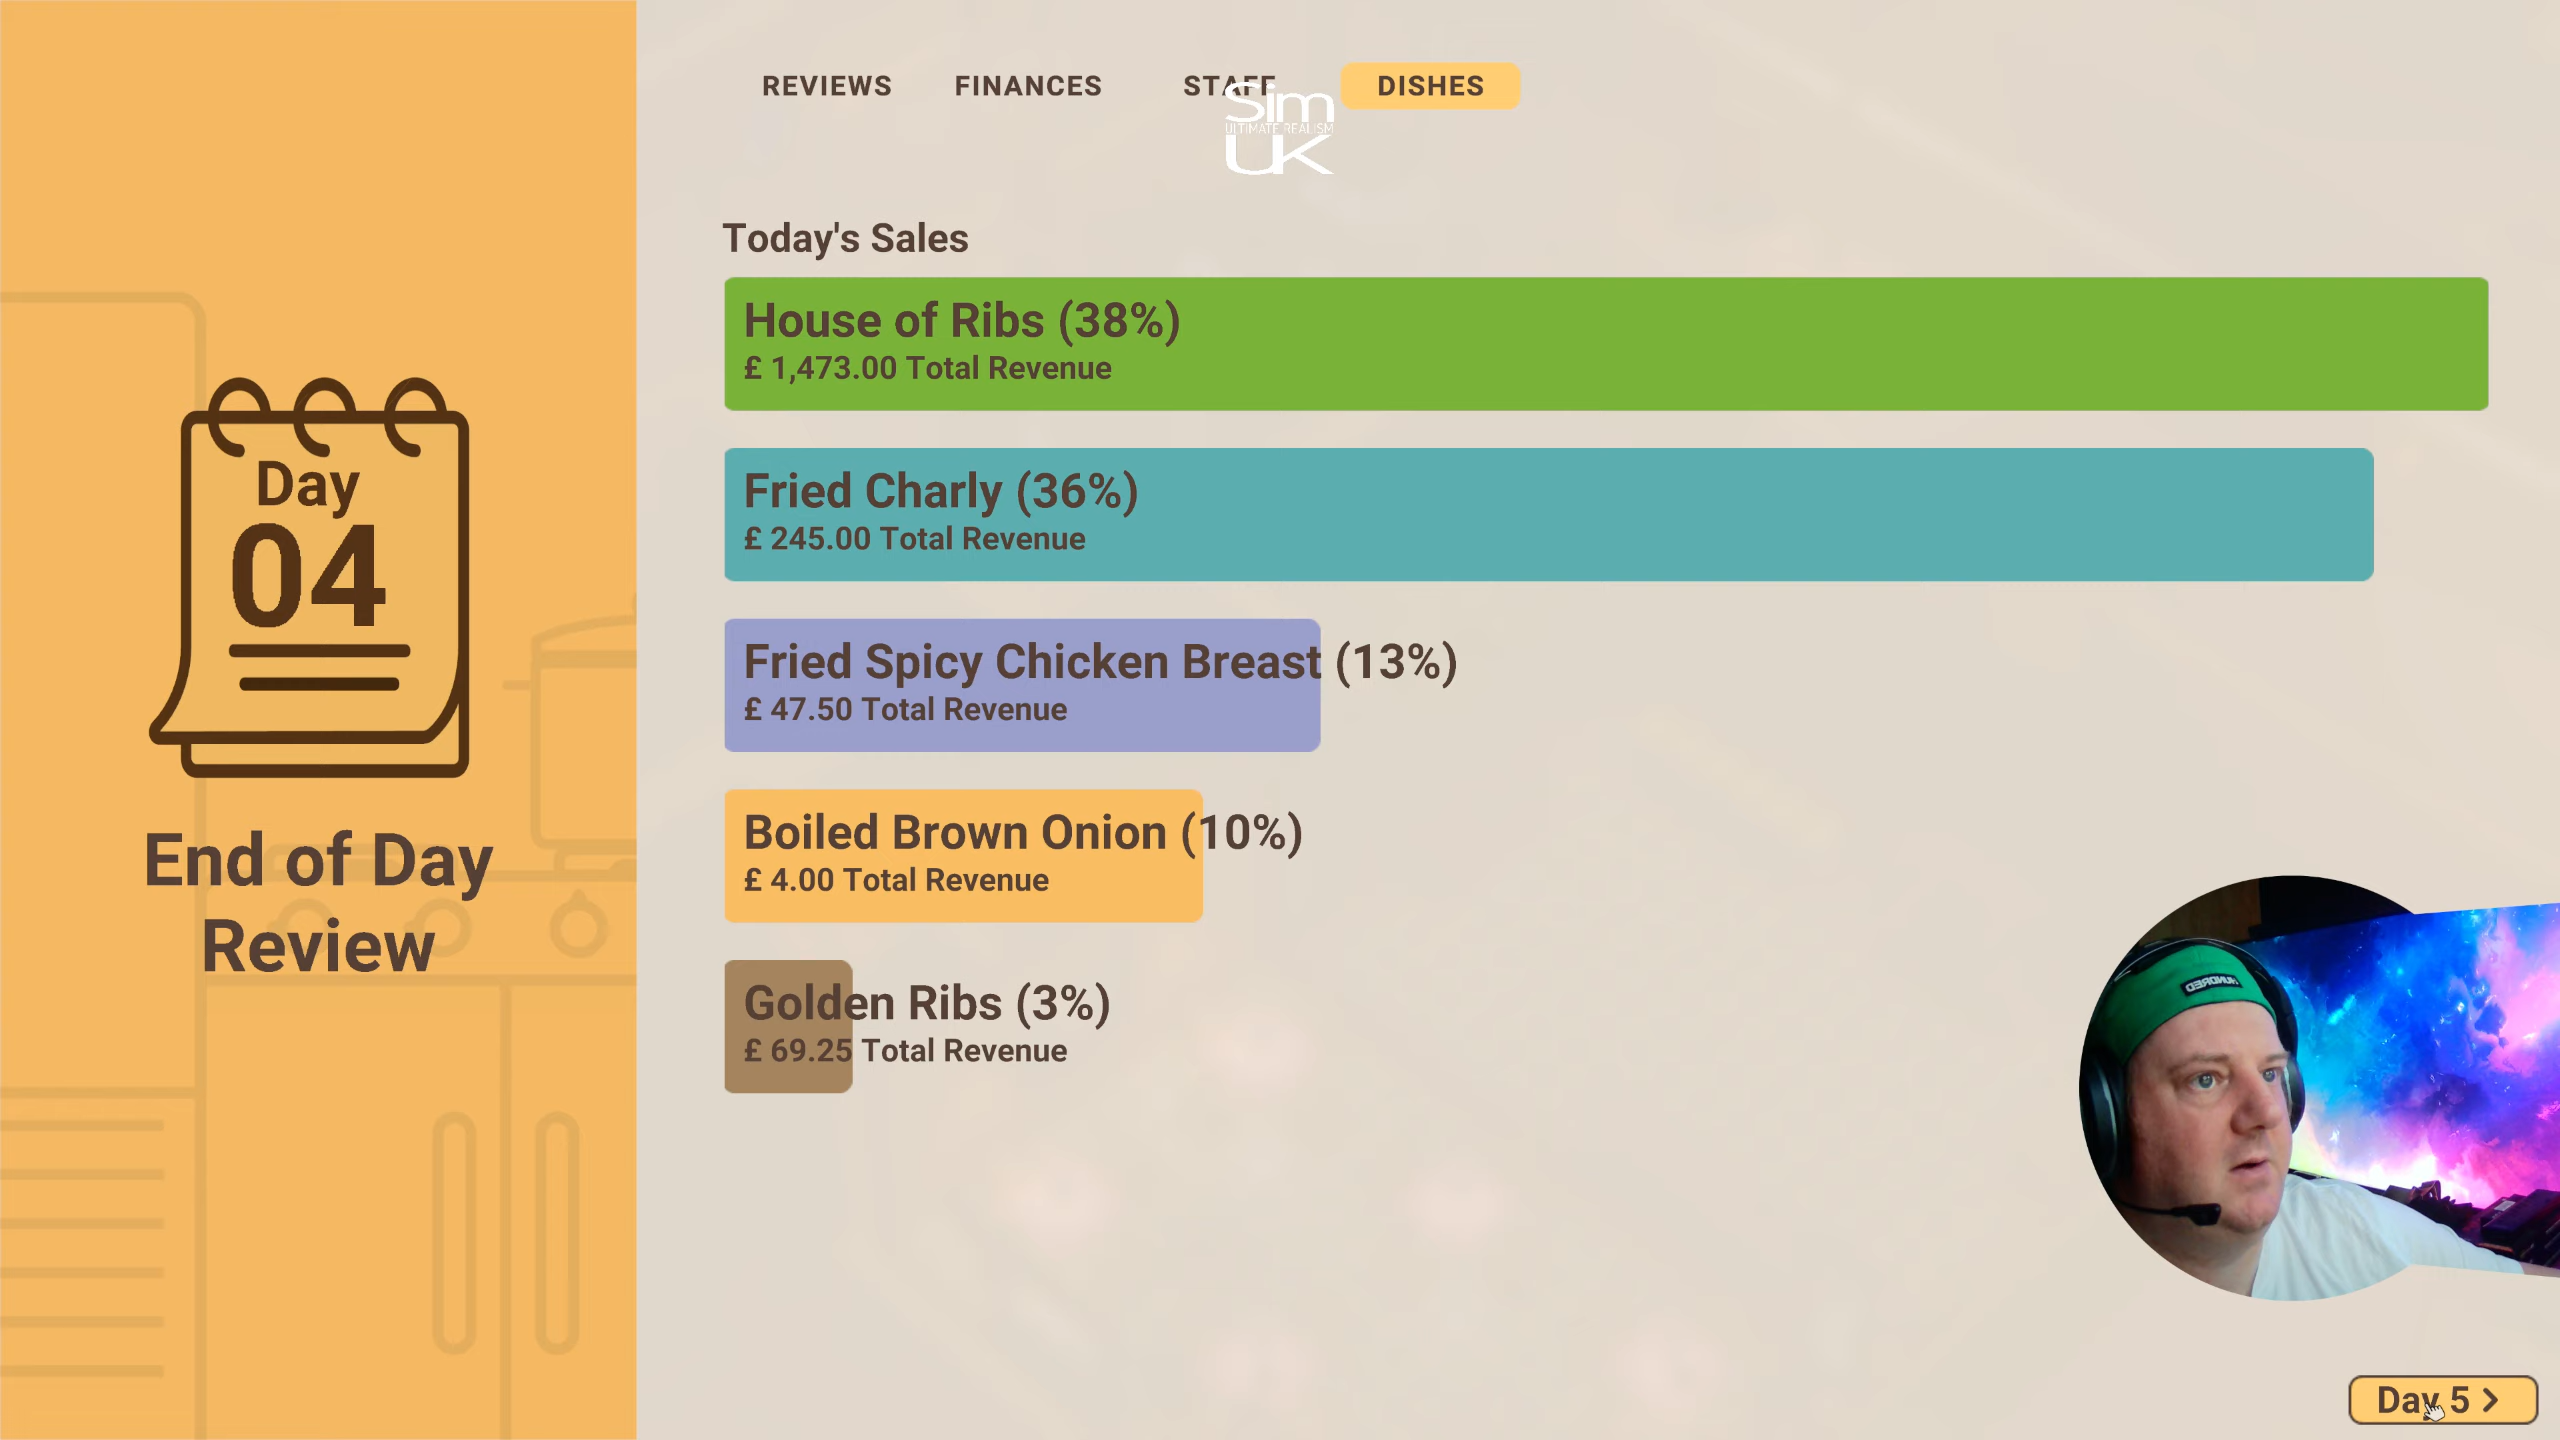 REVIEWS FINANCES STAFF DISHES
Sim
ULTIMATE REALISM
UK
Today's Sales
House of Ribs (38%)
£ 1,473.00 Total Revenue
Fried Charly (36%)
£ 245.00 Total Revenue
Fried Spicy Chicken Breast (13%)
£ 47.50 Total Revenue
Boiled Brown Onion (10%)
£ 4.00 Total Revenue
Golden Ribs (3%)
£ 69.25 Total Revenue
Day
04
End of Day
Review
Day 5